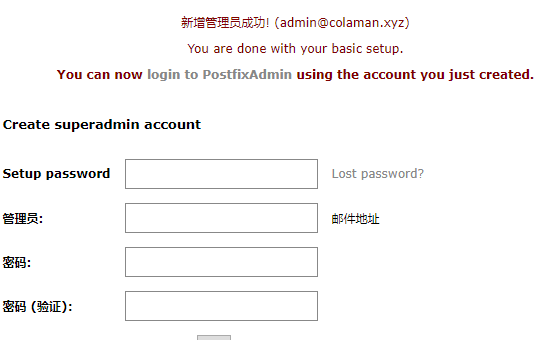 新增管理员成功! (admin@colaman.xyz)
You are done with your basic setup.
You can now login to PostfixAdmin using the account you just created.
Create superadmin account
Setup password Lost password?
管理员: 邮件地址
密码:
密码 (验证):